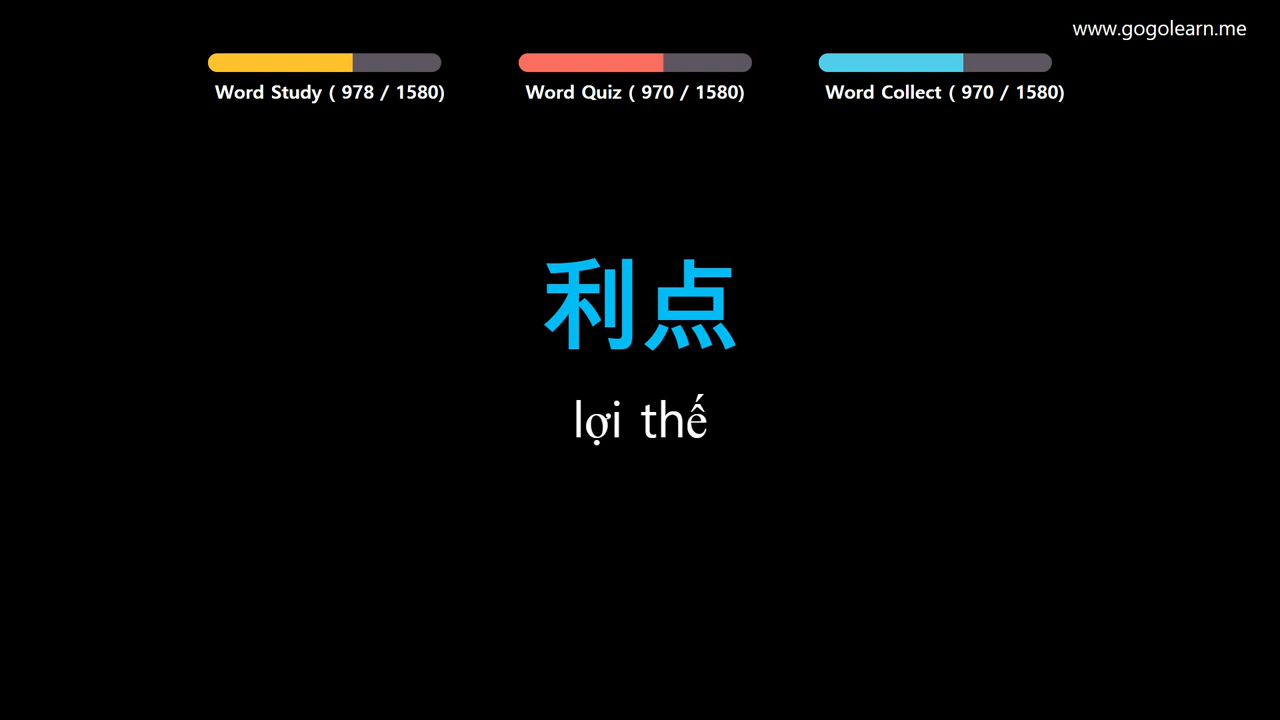 www.gogolearn.me
Word Study ( 978 / 1580)
Word Quiz ( 970 / 1580)
Word Collect ( 970 / 1580)
利点
lợi thế